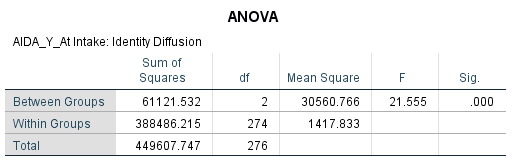 ANOVA
AIDA_Y_At Intake: Identity Diffusion
Sum of Squares df Mean Square F Sig.
Between Groups 61121.532 2 30560.766 21.555 .000
Within Groups 388486.215 274 1417.833
Total 449607.747 276